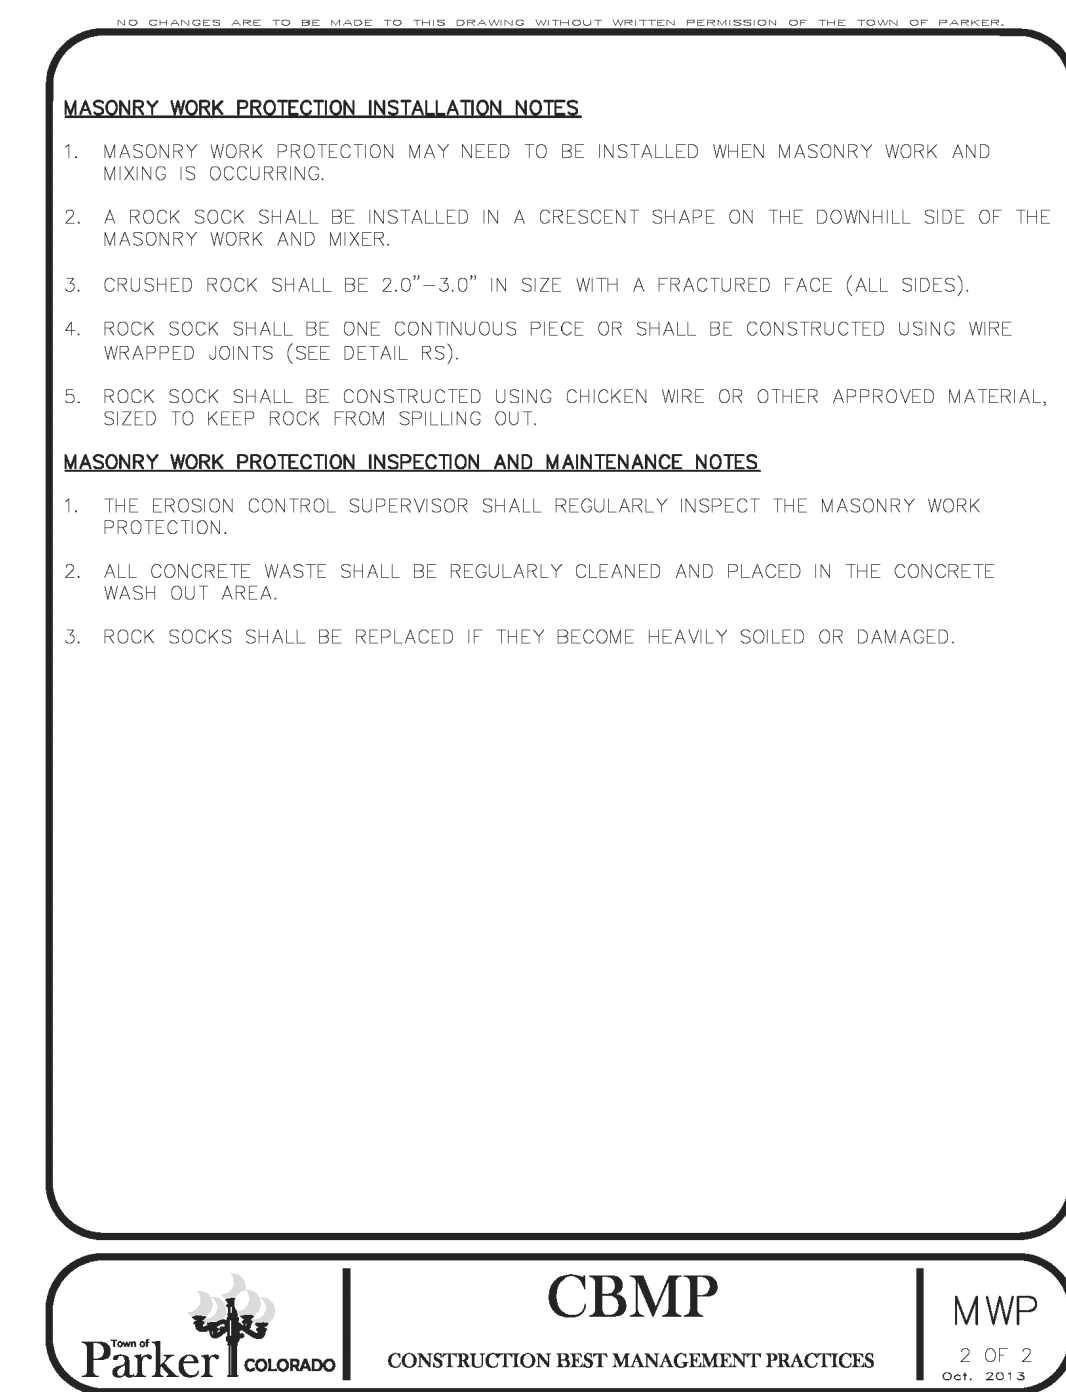 NO CHANGES ARE TO BE MADE TO THIS DRAWING WITHOUT WRITTEN PERMISSION OF THE TOWN OF PARKER.
MASONRY WORK PROTECTION INSTALLATION NOTES
1. MASONRY WORK PROTECTION MAY NEED TO BE INSTALLED WHEN MASONRY WORK AND
MIXING IS OCCURRING.
2. A ROCK SOCK SHALL BE INSTALLED IN A CRESCENT SHAPE ON THE DOWNHILL SIDE OF THE
MASONRY WORK AND MIXER.
3. CRUSHED ROCK SHALL BE 2.0"-3.0" IN SIZE WITH A FRACTURED FACE (ALL SIDES).
4. ROCK SOCK SHALL BE ONE CONTINUOUS PIECE OR SHALL BE CONSTRUCTED USING WIRE
WRAPPED JOINTS (SEE DETAIL RS).
5. ROCK SOCK SHALL BE CONSTRUCTED USING CHICKEN WIRE OR OTHER APPROVED MATERIAL,
SIZED TO KEEP ROCK FROM SPILLING OUT.
MASONRY WORK PROTECTION INSPECTION AND MAINTENANCE NOTES
1. THE EROSION CONTROL SUPERVISOR SHALL REGULARLY INSPECT THE MASONRY WORK
PROTECTION.
2. ALL CONCRETE WASTE SHALL BE REGULARLY CLEANED AND PLACED IN THE CONCRETE
WASH OUT AREA.
3. ROCK SOCKS SHALL BE REPLACED IF THEY BECOME HEAVILY SOILED OR DAMAGED.
Town of
Parker COLORADO
CBMP
CONSTRUCTION BEST MANAGEMENT PRACTICES
MWP
2 OF 2
Oct. 2013